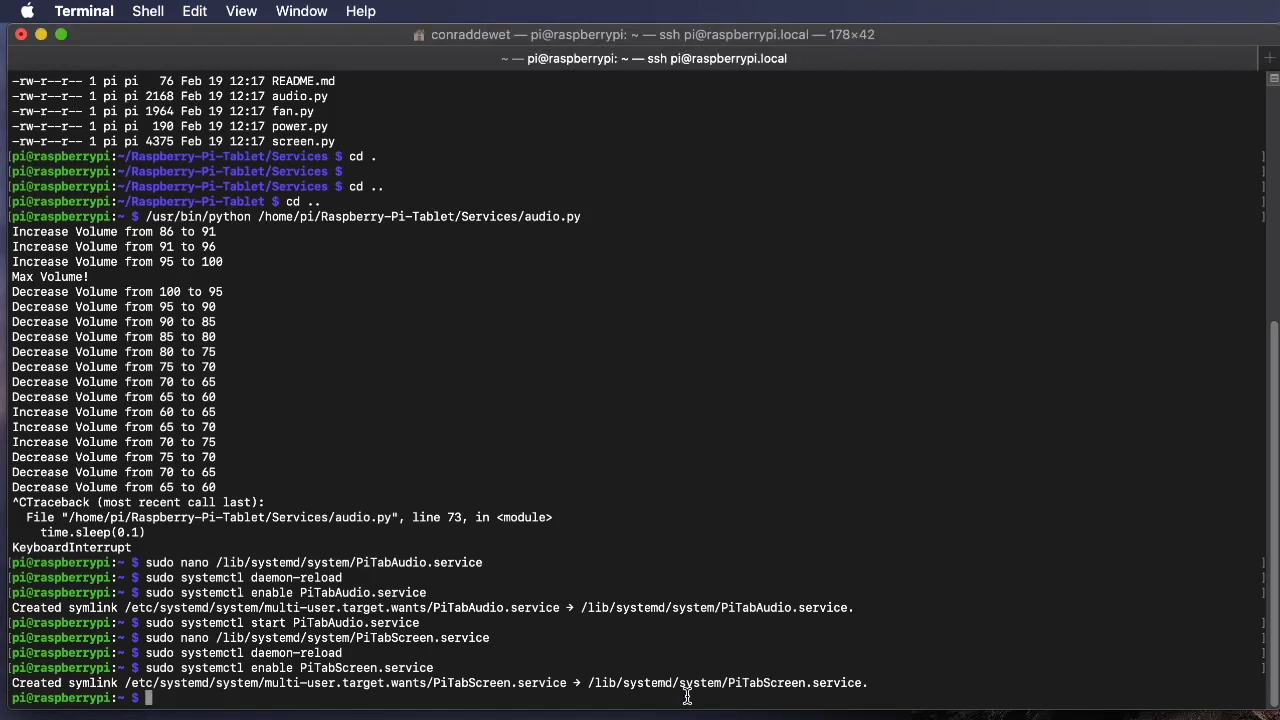 Terminal Shell Edit View Window Help
conraddewet — pi@raspberrypi: ~ — ssh pi@raspberrypi.local — 178×42
~ — pi@raspberrypi: ~ — ssh pi@raspberrypi.local
-rw-r--r-- 1 pi pi   76 Feb 19 12:17 README.md
-rw-r--r-- 1 pi pi 2168 Feb 19 12:17 audio.py
-rw-r--r-- 1 pi pi 1964 Feb 19 12:17 fan.py
-rw-r--r-- 1 pi pi  190 Feb 19 12:17 power.py
-rw-r--r-- 1 pi pi 4375 Feb 19 12:17 screen.py
[pi@raspberrypi:~/Raspberry-Pi-Tablet/Services $ cd . ]
[pi@raspberrypi:~/Raspberry-Pi-Tablet/Services $ ]
[pi@raspberrypi:~/Raspberry-Pi-Tablet/Services $ cd .. ]
[pi@raspberrypi:~/Raspberry-Pi-Tablet $ cd .. ]
[pi@raspberrypi:~ $ /usr/bin/python /home/pi/Raspberry-Pi-Tablet/Services/audio.py ]
Increase Volume from 86 to 91
Increase Volume from 91 to 96
Increase Volume from 95 to 100
Max Volume!
Decrease Volume from 100 to 95
Decrease Volume from 95 to 90
Decrease Volume from 90 to 85
Decrease Volume from 85 to 80
Decrease Volume from 80 to 75
Decrease Volume from 75 to 70
Decrease Volume from 70 to 65
Decrease Volume from 65 to 60
Increase Volume from 60 to 65
Increase Volume from 65 to 70
Increase Volume from 70 to 75
Decrease Volume from 75 to 70
Decrease Volume from 70 to 65
Decrease Volume from 65 to 60
^CTraceback (most recent call last):
  File "/home/pi/Raspberry-Pi-Tablet/Services/audio.py", line 73, in <module>
    time.sleep(0.1)
KeyboardInterrupt
[pi@raspberrypi:~ $ sudo nano /lib/systemd/system/PiTabAudio.service ]
[pi@raspberrypi:~ $ sudo systemctl daemon-reload ]
[pi@raspberrypi:~ $ sudo systemctl enable PiTabAudio.service ]
Created symlink /etc/systemd/system/multi-user.target.wants/PiTabAudio.service → /lib/systemd/system/PiTabAudio.service.
[pi@raspberrypi:~ $ sudo systemctl start PiTabAudio.service ]
[pi@raspberrypi:~ $ sudo nano /lib/systemd/system/PiTabScreen.service ]
[pi@raspberrypi:~ $ sudo systemctl daemon-reload ]
[pi@raspberrypi:~ $ sudo systemctl enable PiTabScreen.service ]
Created symlink /etc/systemd/system/multi-user.target.wants/PiTabScreen.service → /lib/systemd/system/PiTabScreen.service.
pi@raspberrypi:~ $